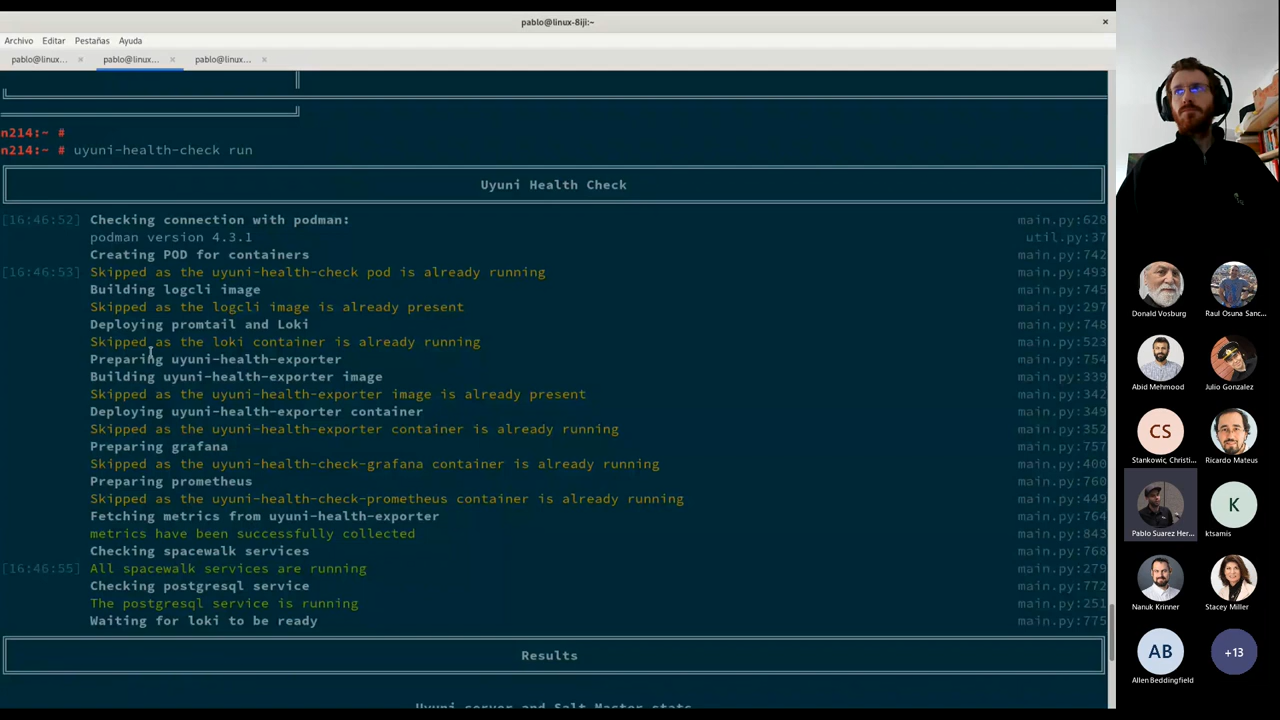 pablo@linux-8iji:~
Archivo Editar Pestañas Ayuda
pablo@linux... pablo@linux... pablo@linux...
n214:~ #
n214:~ # uyuni-health-check run
Uyuni Health Check
[16:46:52] Checking connection with podman: main.py:628
podman version 4.3.1 util.py:37
Creating POD for containers main.py:742
[16:46:53] Skipped as the uyuni-health-check pod is already running main.py:493
Building logcli image main.py:745
Skipped as the logcli image is already present main.py:297
Deploying promtail and Loki main.py:748
Skipped as the loki container is already running main.py:523
Preparing uyuni-health-exporter main.py:754
Building uyuni-health-exporter image main.py:339
Skipped as the uyuni-health-exporter image is already present main.py:342
Deploying uyuni-health-exporter container main.py:349
Skipped as the uyuni-health-exporter container is already running main.py:352
Preparing grafana main.py:757
Skipped as the uyuni-health-check-grafana container is already running main.py:400
Preparing prometheus main.py:760
Skipped as the uyuni-health-check-prometheus container is already running main.py:449
Fetching metrics from uyuni-health-exporter main.py:764
metrics have been successfully collected main.py:843
Checking spacewalk services main.py:768
[16:46:55] All spacewalk services are running main.py:279
Checking postgresql service main.py:772
The postgresql service is running main.py:251
Waiting for loki to be ready main.py:775
Results
Uyuni server and Salt Master stats
Donald Vosburg Raul Osuna Sanc...
Abid Mehmood Julio Gonzalez
CS
Stankowic, Christi... Ricardo Mateus
K
Pablo Suarez Her... ktsamis
Nanuk Krinner Stacey Miller
AB +13
Allen Beddingfield